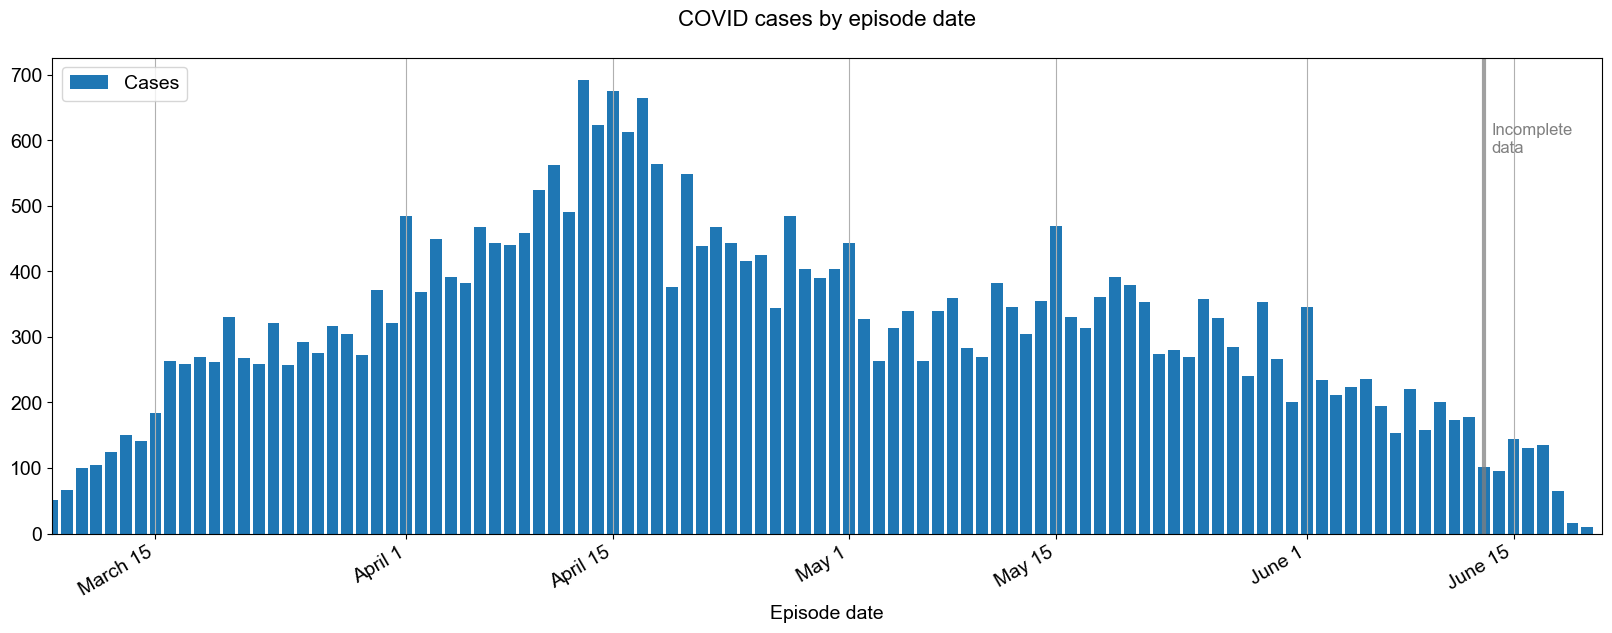 COVID cases by episode date
Cases
700
600
500
400
300
200
100
0
Incomplete
data
March 15
April 1
April 15
May 1
May 15
June 1
June 15
Episode date